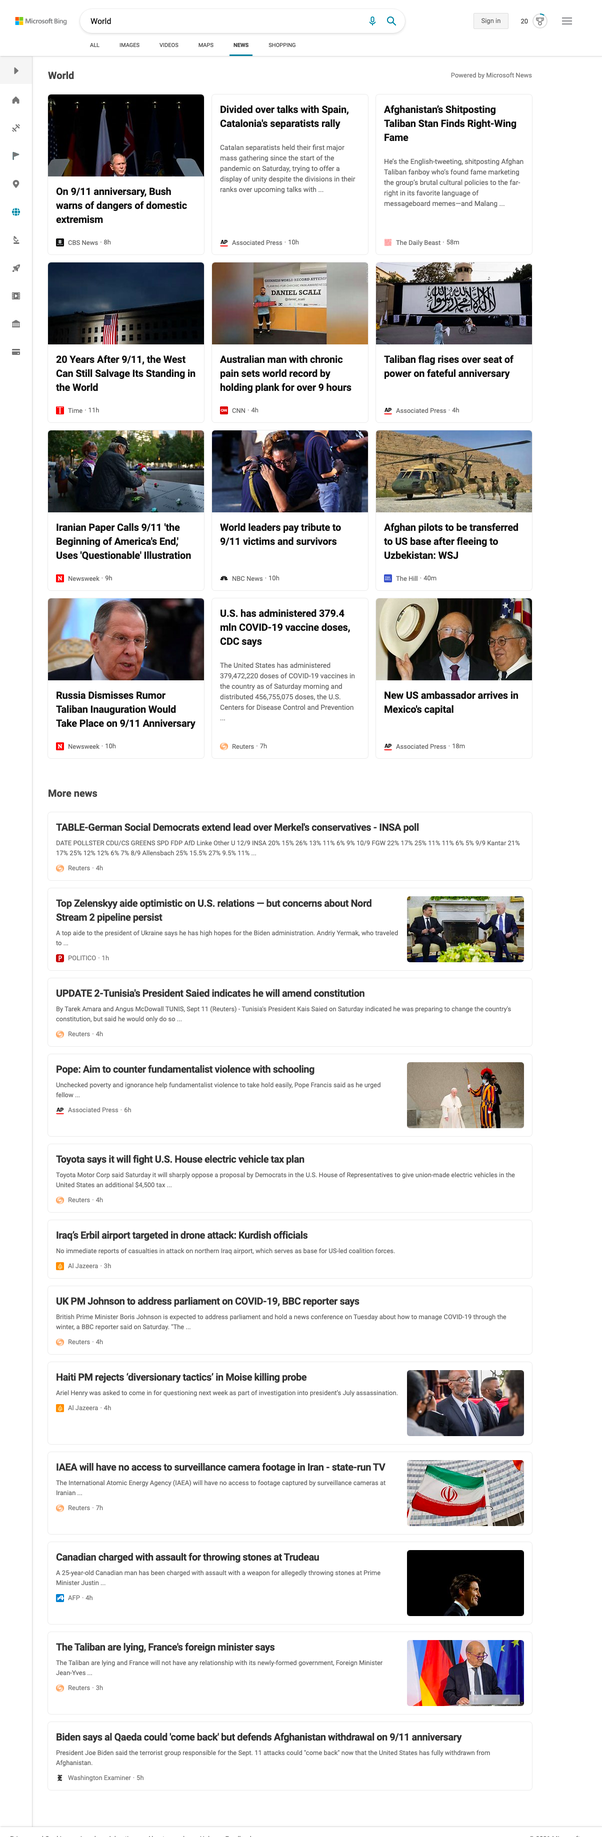 Microsoft Bing
World
Sign in
20
ALL
IMAGES
VIDEOS
MAPS
NEWS
SHOPPING
World
Powered by Microsoft News
On 9/11 anniversary, Bush
warns of dangers of domestic
extremism
CBS News · 8h
Divided over talks with Spain,
Catalonia's separatists rally
Catalan separatists held their first major
mass gathering since the start of the
pandemic on Saturday, trying to offer a
display of unity despite the divisions in their
ranks over upcoming talks with ...
AP Associated Press · 10h
Afghanistan's Shitposting
Taliban Stan Finds Right-Wing
Fame
He's the English-tweeting, shitposting Afghan
Taliban fanboy who's found fame marketing
the group's brutal cultural policies to the far-
right in its favorite language of
messageboard memes—and Malang ...
The Daily Beast · 58m
20 Years After 9/11, the West
Can Still Salvage Its Standing in
the World
Time · 11h
DANIEL SCALI
Australian man with chronic
pain sets world record by
holding plank for over 9 hours
CNN · 4h
Taliban flag rises over seat of
power on fateful anniversary
AP Associated Press · 4h
Iranian Paper Calls 9/11 'the
Beginning of America's End,'
Uses 'Questionable' Illustration
Newsweek · 9h
World leaders pay tribute to
9/11 victims and survivors
NBC News · 10h
Afghan pilots to be transferred
to US base after fleeing to
Uzbekistan: WSJ
The Hill · 40m
Russia Dismisses Rumor
Taliban Inauguration Would
Take Place on 9/11 Anniversary
Newsweek · 10h
U.S. has administered 379.4
mln COVID-19 vaccine doses,
CDC says
The United States has administered
379,472,220 doses of COVID-19 vaccines in
the country as of Saturday morning and
distributed 456,755,075 doses, the U.S.
Centers for Disease Control and Prevention
...
Reuters · 7h
New US ambassador arrives in
Mexico's capital
AP Associated Press · 18m
More news
TABLE-German Social Democrats extend lead over Merkel's conservatives - INSA poll
DATE POLLSTER CDU/CS GREENS SPD FDP AfD Linke Other U 12/9 INSA 20% 15% 26% 13% 11% 6% 9% 10/9 FGW 22% 17% 25% 11% 11% 6% 5% 9/9 Kantar 21%
17% 25% 12% 12% 6% 7% 8/9 Allensbach 25% 15.5% 27% 9.5% 11% ...
Reuters · 4h
Top Zelenskyy aide optimistic on U.S. relations — but concerns about Nord
Stream 2 pipeline persist
A top aide to the president of Ukraine says he has high hopes for the Biden administration. Andriy Yermak, who traveled
to ...
POLITICO · 1h
UPDATE 2-Tunisia's President Saied indicates he will amend constitution
By Tarek Amara and Angus McDowall TUNIS, Sept 11 (Reuters) - Tunisia's President Kais Saied on Saturday indicated he was preparing to change the country's
constitution, but said he would only do so ...
Reuters · 4h
Pope: Aim to counter fundamentalist violence with schooling
Unchecked poverty and ignorance help fundamentalist violence to take hold easily, Pope Francis said as he urged
fellow ...
AP Associated Press · 6h
Toyota says it will fight U.S. House electric vehicle tax plan
Toyota Motor Corp said Saturday it will sharply oppose a proposal by Democrats in the U.S. House of Representatives to give union-made electric vehicles in the
United States an additional $4,500 tax ...
Reuters · 4h
Iraq's Erbil airport targeted in drone attack: Kurdish officials
No immediate reports of casualties in attack on northern Iraq airport, which serves as base for US-led coalition forces.
Al Jazeera · 3h
UK PM Johnson to address parliament on COVID-19, BBC reporter says
British Prime Minister Boris Johnson is expected to address parliament and hold a news conference on Tuesday about how to manage COVID-19 through the
winter, a BBC reporter said on Saturday. "The ...
Reuters · 4h
Haiti PM rejects 'diversionary tactics' in Moise killing probe
Ariel Henry was asked to come in for questioning next week as part of investigation into president's July assassination.
Al Jazeera · 4h
IAEA will have no access to surveillance camera footage in Iran - state-run TV
The International Atomic Energy Agency (IAEA) will have no access to footage captured by surveillance cameras at
Iranian ...
Reuters · 7h
Canadian charged with assault for throwing stones at Trudeau
A 25-year-old Canadian man has been charged with assault with a weapon for allegedly throwing stones at Prime
Minister Justin ...
AFP · 4h
The Taliban are lying, France's foreign minister says
The Taliban are lying and France will not have any relationship with its newly-formed government, Foreign Minister
Jean-Yves ...
Reuters · 3h
Biden says al Qaeda could 'come back' but defends Afghanistan withdrawal on 9/11 anniversary
President Joe Biden said the terrorist group responsible for the Sept. 11 attacks could "come back" now that the United States has fully withdrawn from
Afghanistan.
Washington Examiner · 5h